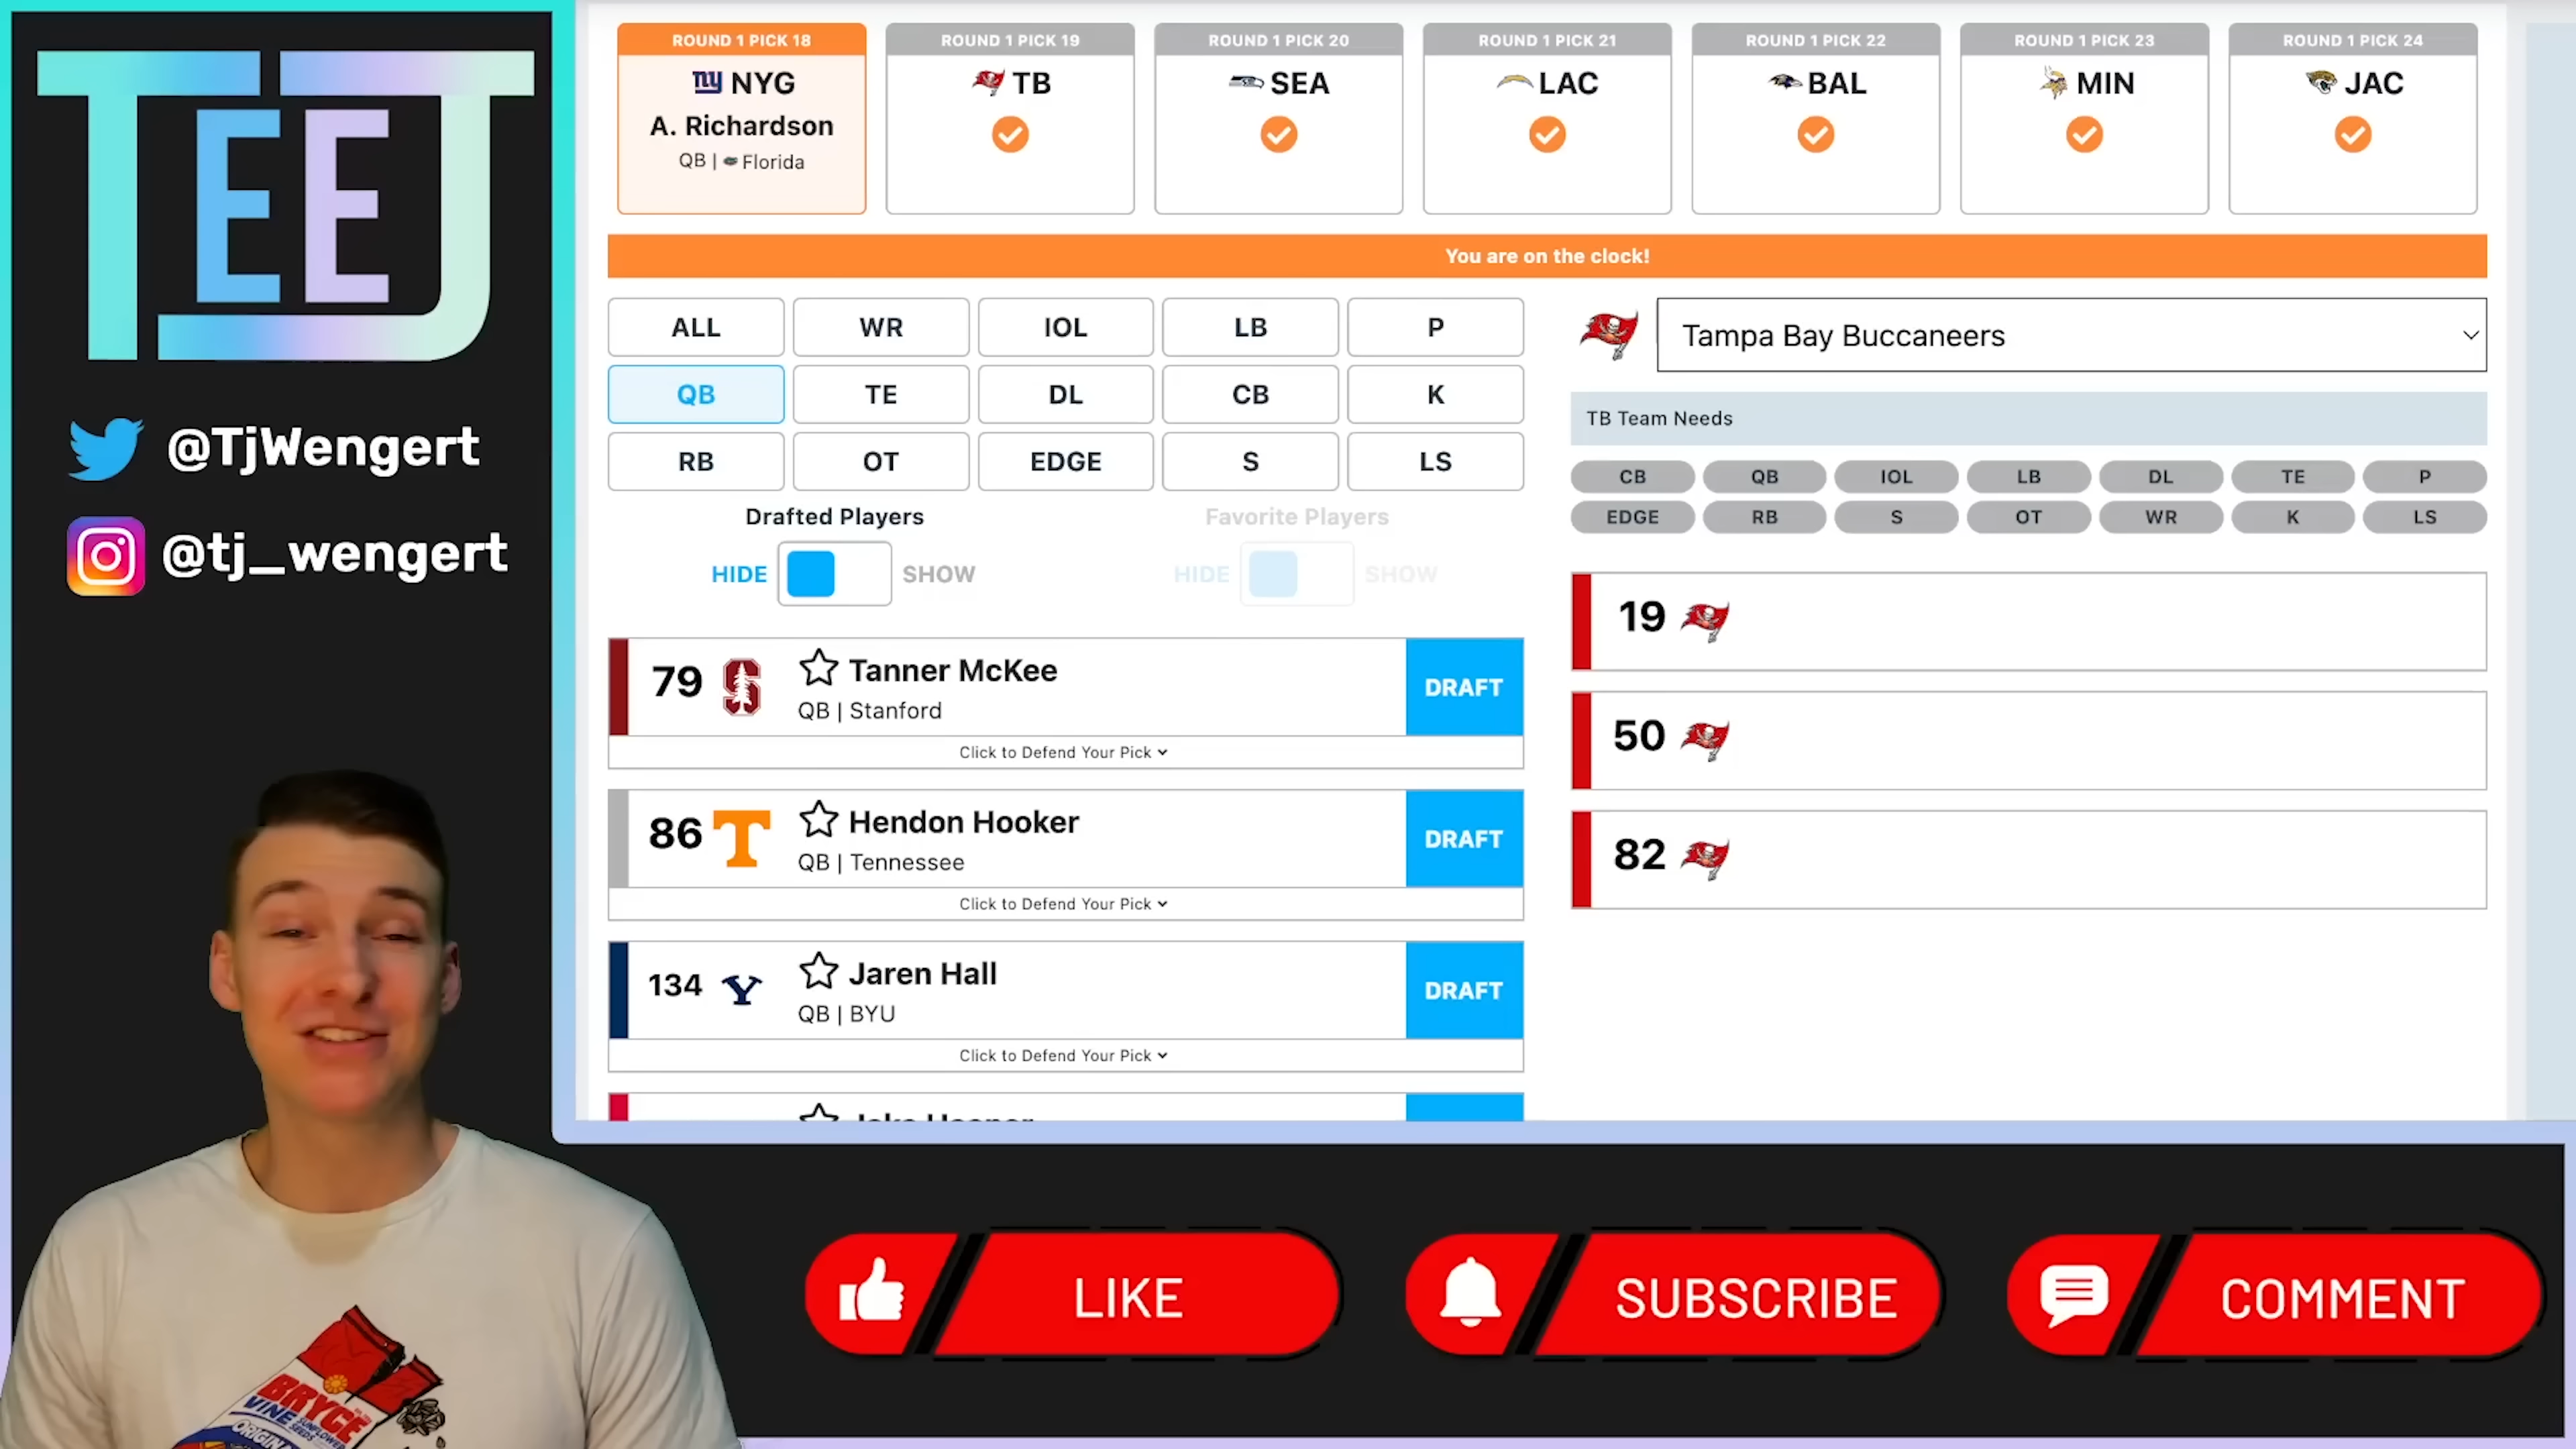 TEEJ
@TjWengert
@tj_wengert
ROUND 1 PICK 18
NYG
A. Richardson
QB | Florida
ROUND 1 PICK 19
TB
ROUND 1 PICK 20
SEA
ROUND 1 PICK 21
LAC
ROUND 1 PICK 22
BAL
ROUND 1 PICK 23
MIN
ROUND 1 PICK 24
JAC
You are on the clock!
ALL WR IOL LB P
QB TE DL CB K
RB OT EDGE S LS
Drafted Players
HIDE SHOW
Favorite Players
HIDE SHOW
79 Tanner McKee
QB | Stanford
DRAFT
Click to Defend Your Pick
86 Hendon Hooker
QB | Tennessee
DRAFT
Click to Defend Your Pick
134 Jaren Hall
QB | BYU
DRAFT
Click to Defend Your Pick
Tampa Bay Buccaneers
TB Team Needs
CB QB IOL LB DL TE P
EDGE RB S OT WR K LS
19
50
82
BRYCE
VINE
LIKE
SUBSCRIBE
COMMENT